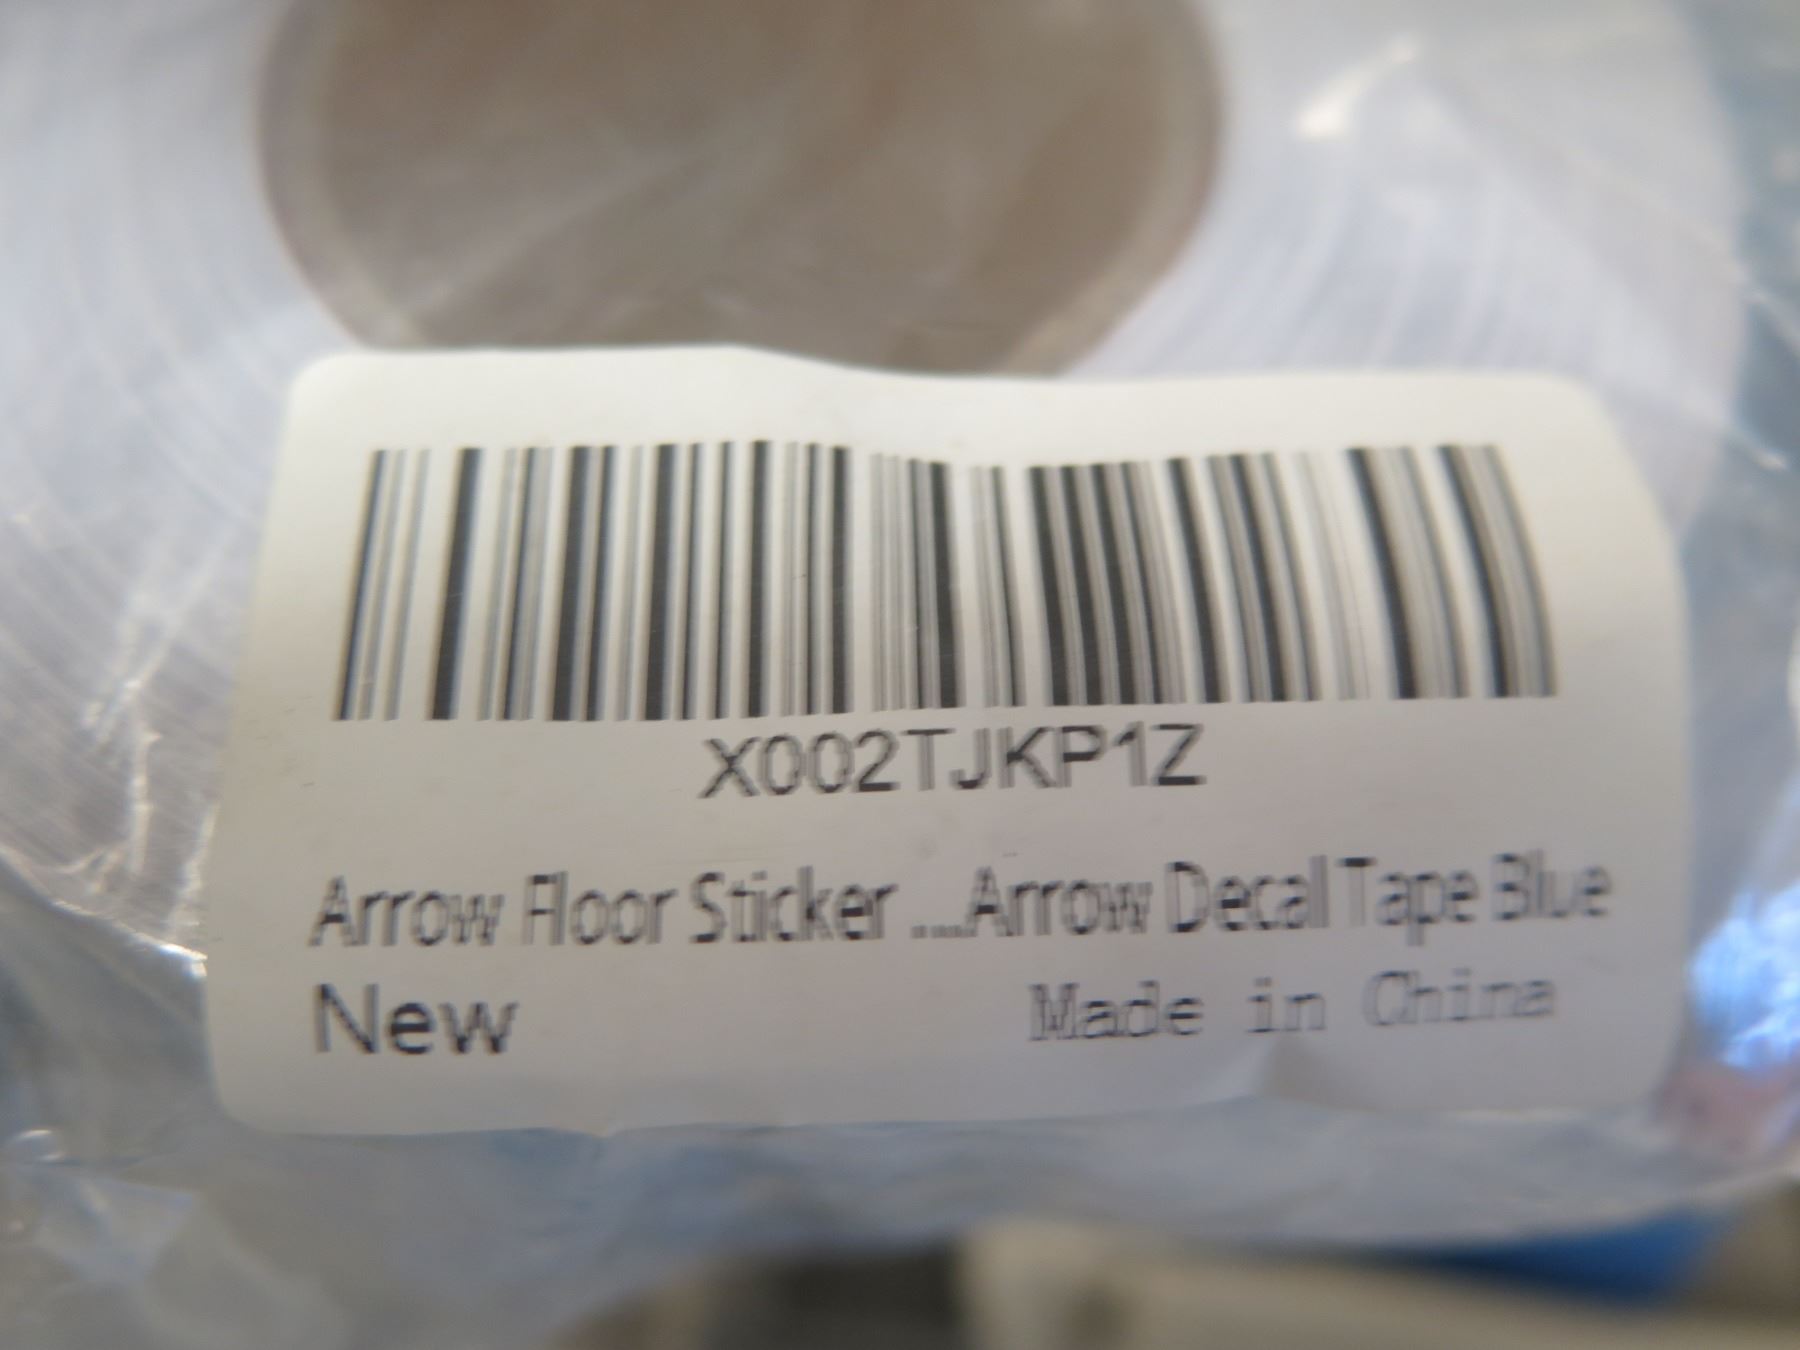 X002TJKP1Z
Arrow Floor Sticker ....Arrow Decal Tape Blue
New Made in China